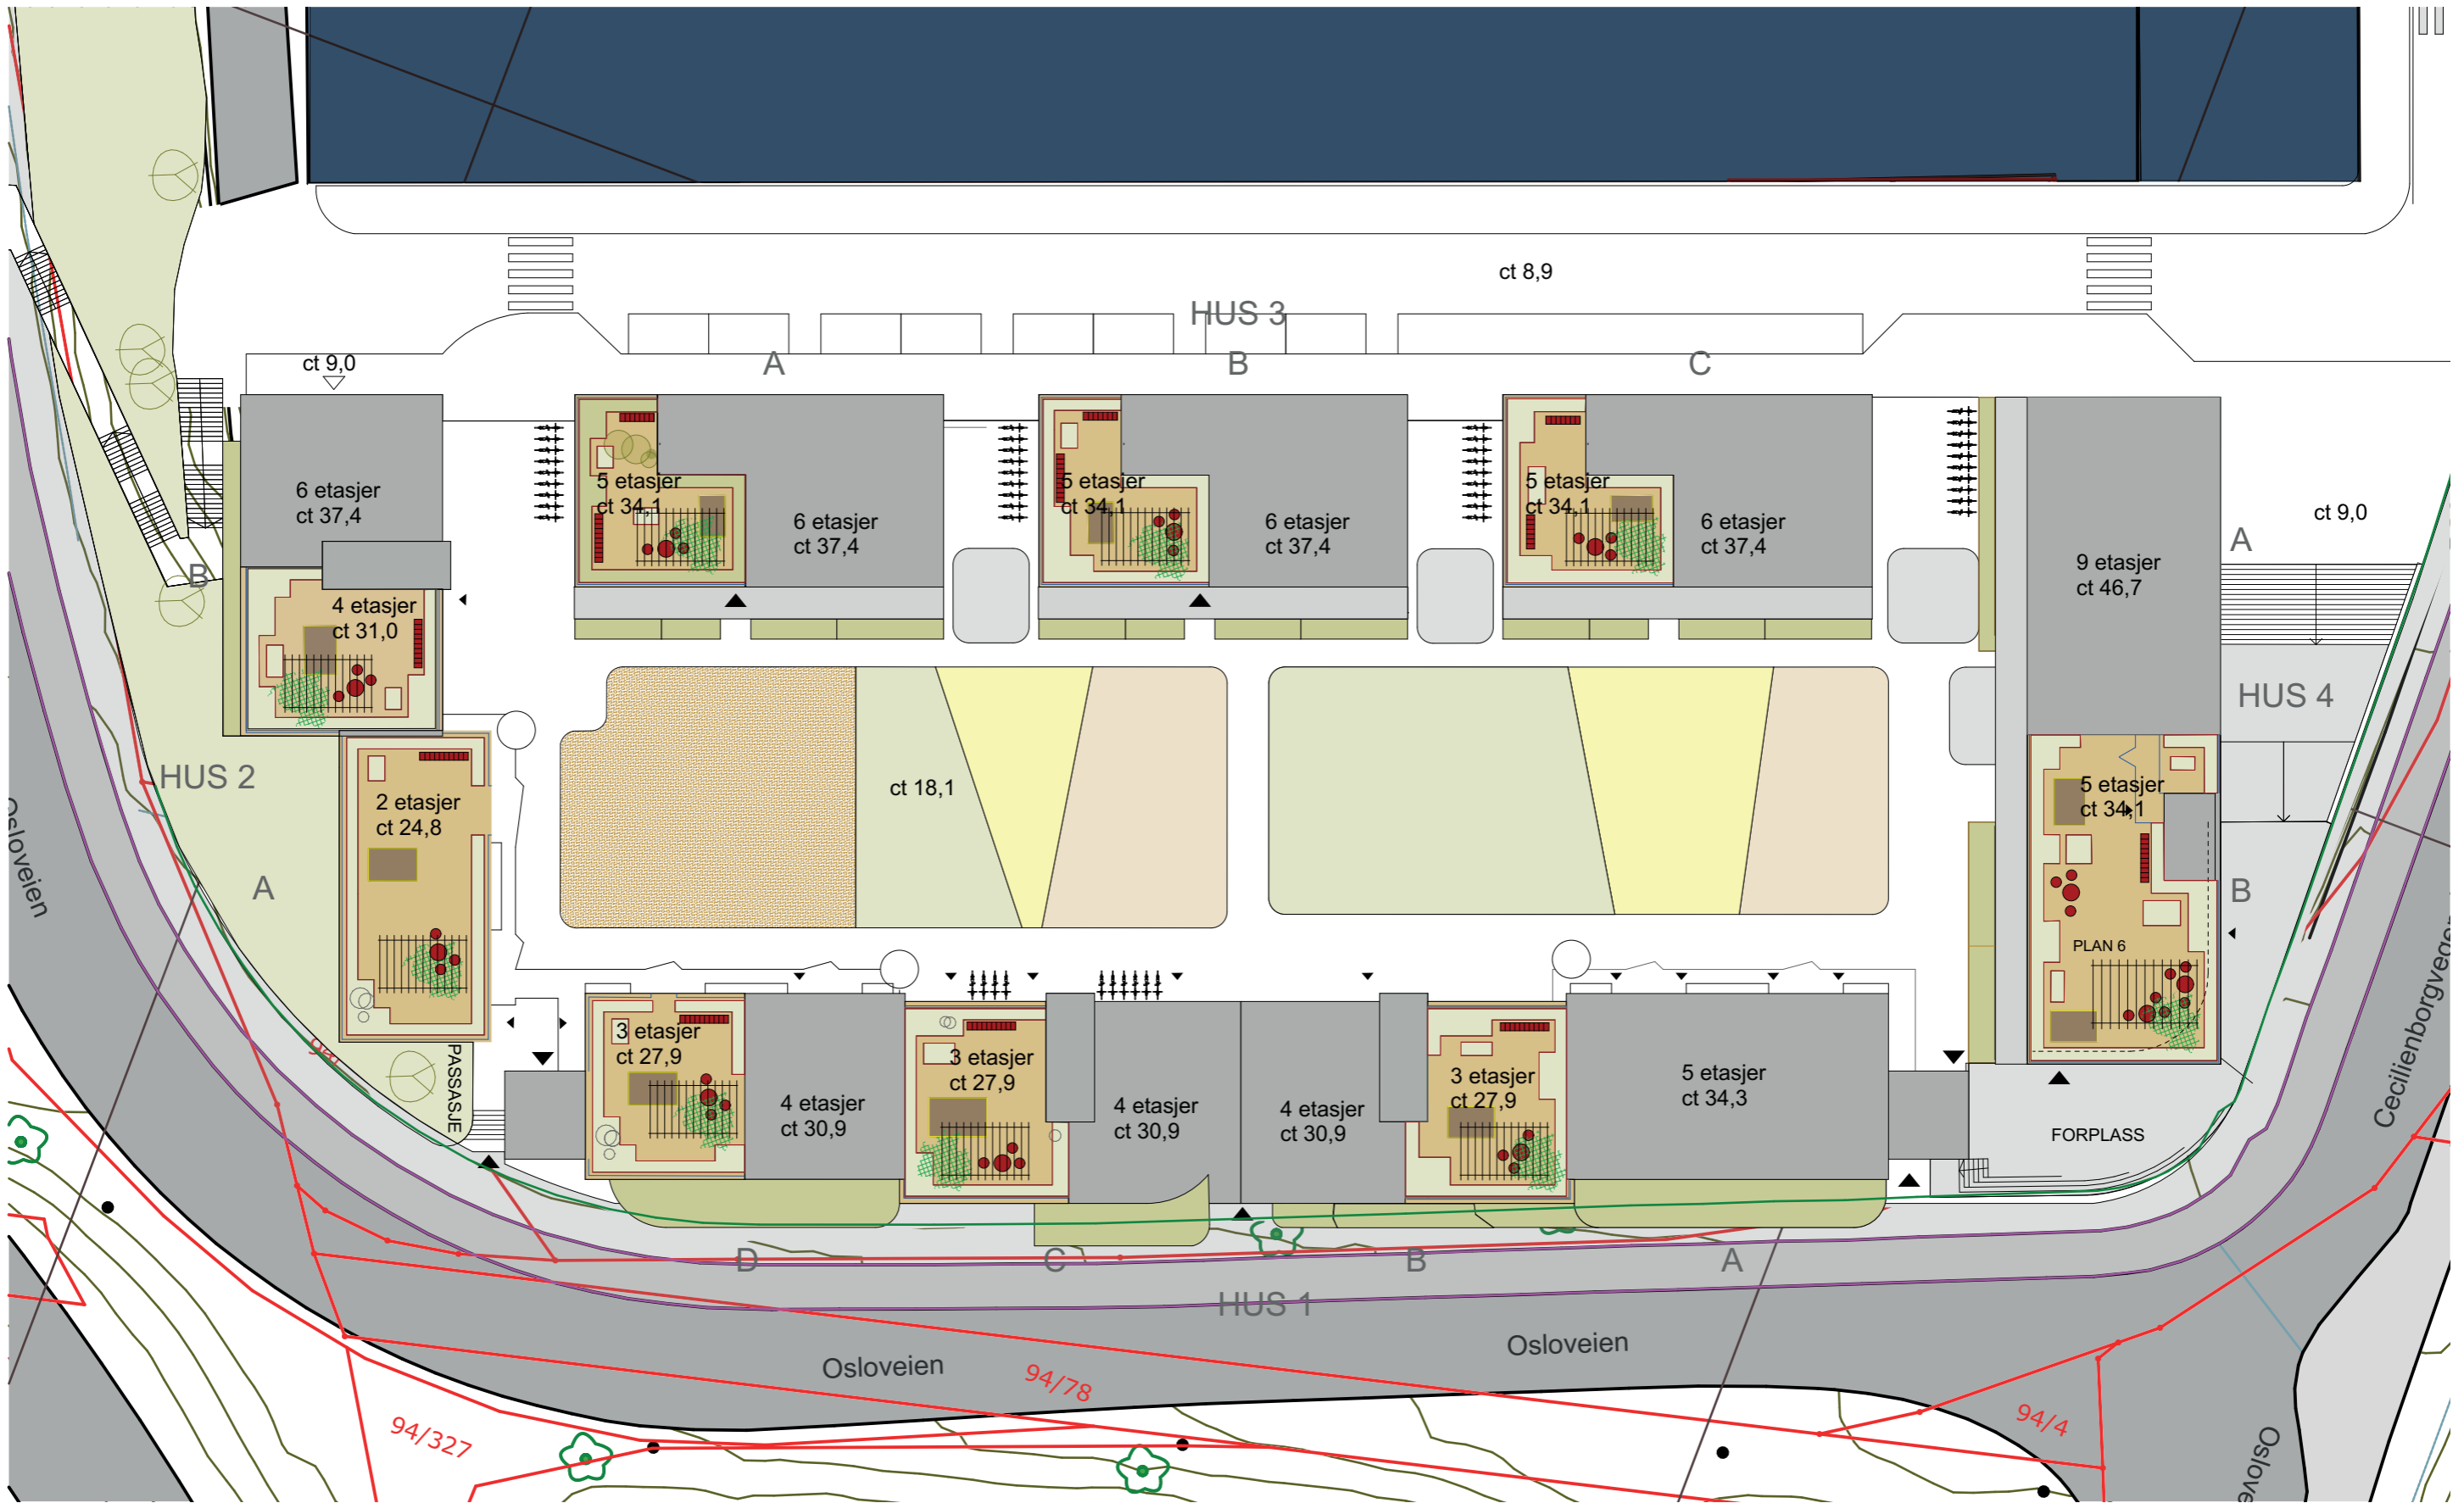 ct 8,9
HUS 3
A
B
C
ct 9,0
6 etasjer
ct 37,4
5 etasjer
ct 34,1
6 etasjer
ct 37,4
5 etasjer
ct 34,1
6 etasjer
ct 37,4
5 etasjer
ct 34,1
6 etasjer
ct 37,4
9 etasjer
ct 46,7
ct 9,0
A
B
4 etasjer
ct 31,0
HUS 4
HUS 2
2 etasjer
ct 24,8
ct 18,1
5 etasjer
ct 34,1
A
B
PLAN 6
Osloveien
Cecilienborgvegen
PASSASJE
3 etasjer
ct 27,9
4 etasjer
ct 30,9
3 etasjer
ct 27,9
4 etasjer
ct 30,9
4 etasjer
ct 30,9
3 etasjer
ct 27,9
5 etasjer
ct 34,3
FORPLASS
D
C
B
A
HUS 1
Osloveien
Osloveien
94/78
94/327
94/4